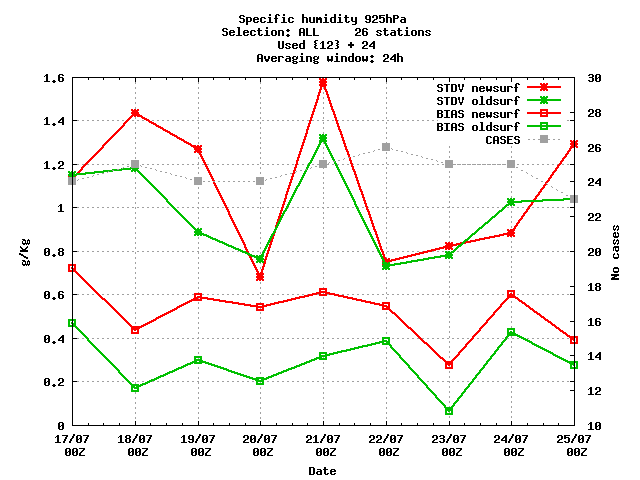 Specific humidity 925hPa
Selection: ALL     26 stations
Used {12} + 24
Averaging window: 24h
STDV newsurf
STDV oldsurf
BIAS newsurf
BIAS oldsurf
CASES
1.6
1.4
1.2
1
0.8
0.6
0.4
0.2
0
g/Kg
30
28
26
24
22
20
18
16
14
12
10
No cases
17/07 18/07 19/07 20/07 21/07 22/07 23/07 24/07 25/07
00Z 00Z 00Z 00Z 00Z 00Z 00Z 00Z 00Z
Date